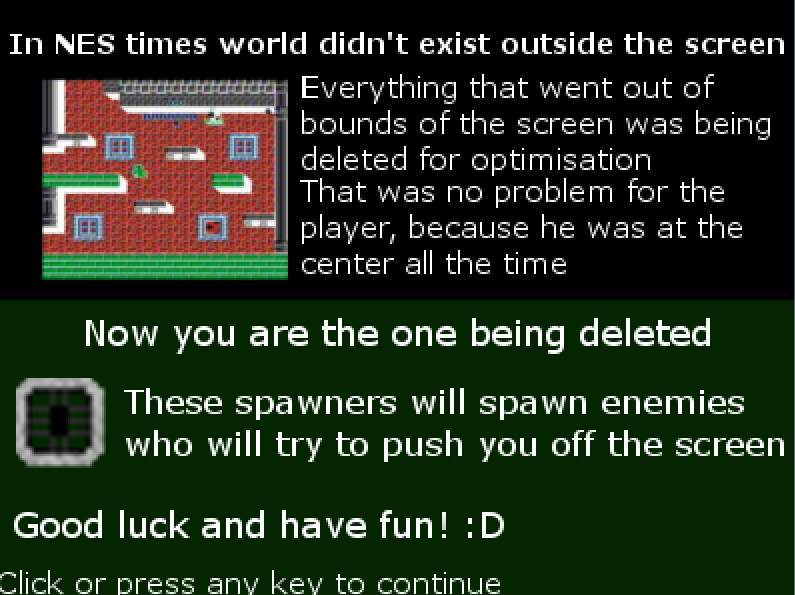 In NES times world didn't exist outside the screen
Everything that went out of
bounds of the screen was being
deleted for optimisation
That was no problem for the
player, because he was at the
center all the time
Now you are the one being deleted
These spawners will spawn enemies
who will try to push you off the screen
Good luck and have fun! :D
Click or press any key to continue